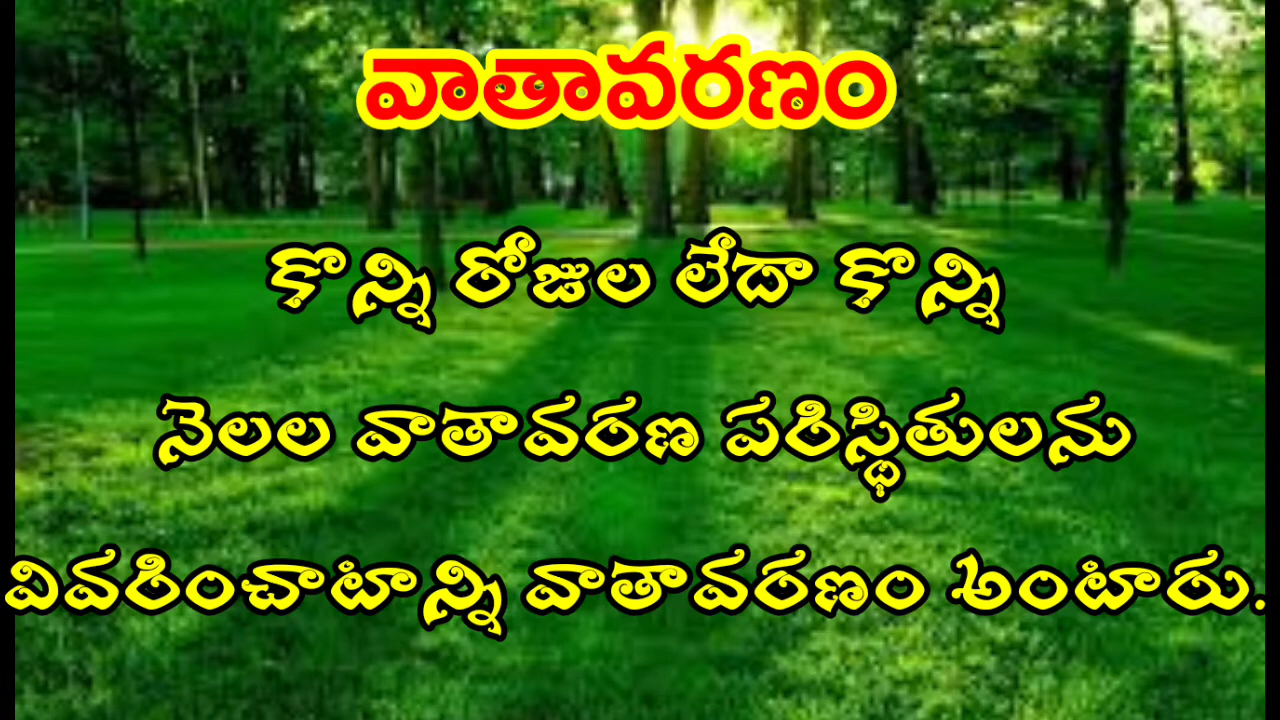 వాతావరణం
కొన్ని రోజుల లేదా కొన్ని
నెలల వాతావరణ పరిస్థితులను
వివరించాటాన్ని వాతావరణం అంటారు.